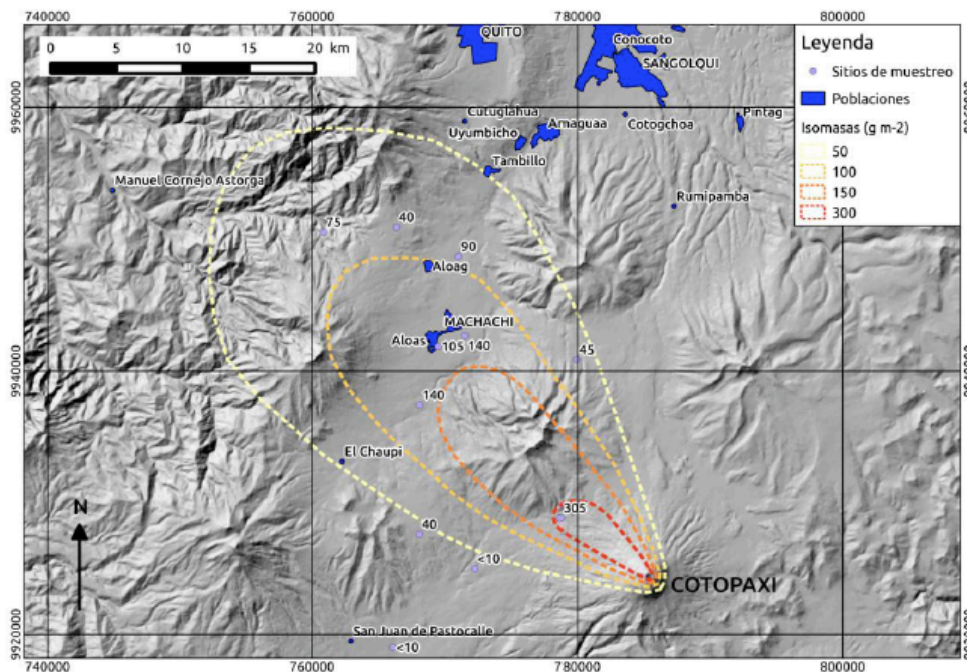 740000 760000 780000 800000
0 5 10 15 20 km
QUITO
Conocoto
SANGOLQUI
Leyenda
Sitios de muestreo
Poblaciones
Isomasas (g m-2)
50
100
150
300
9960000
Cutuglahua
Uyumbicho
Amaguaa
Cotogchoa
Pintag
Tambillo
Manuel Cornejo Astorga
Rumipamba
75
40
90
Aloag
MACHACHI
Aloas
105
140
45
9940000
9940000
140
El Chaupi
305
40
<10
N
COTOPAXI
9920000
9920000
San Juan de Pastocalle
<10
740000 760000 780000 800000